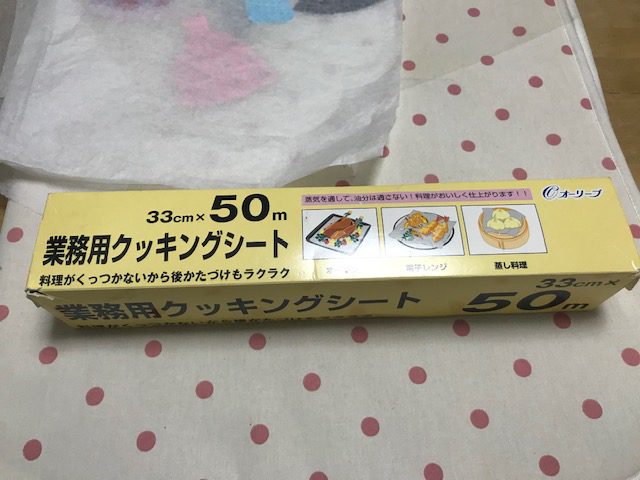 33cm×50m
業務用クッキングシート
料理がくっつかないから後かたづけもラクラク
蒸気を通して、油分は通さない!料理がおいしく仕上がります!!
オーリーブ
電子レンジ
蒸し料理
33cm×
業務用クッキングシート
50m